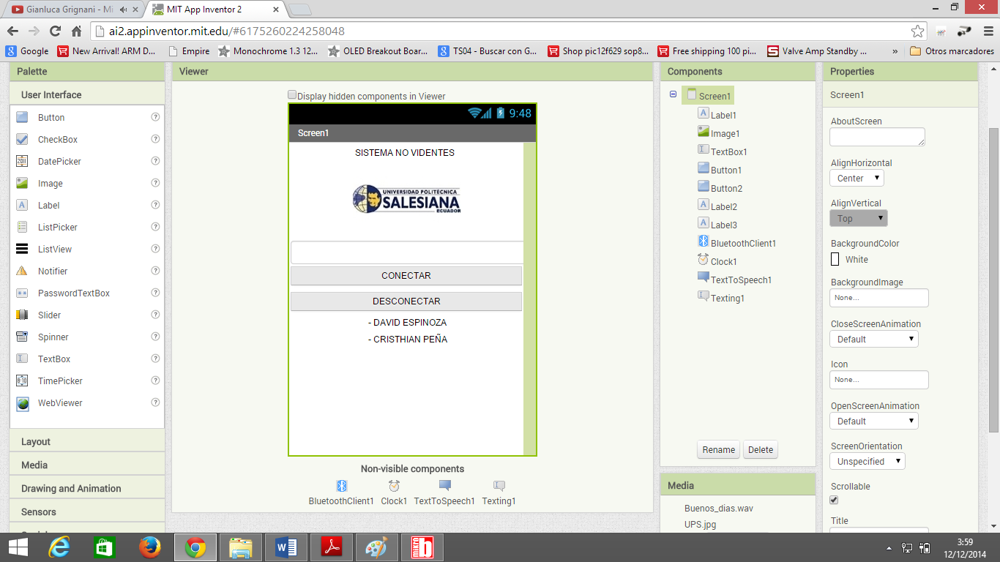 Gianluca Grignani - Mi
MIT App Inventor 2
ai2.appinventor.mit.edu/#6175260224258048
Google
New Arrival! ARM D...
Empire
Monochrome 1.3 12...
OLED Breakout Boar...
TS04 - Buscar con G...
Shop pic12f629 sop8...
Free shipping 100 pi...
Valve Amp Standby ...
»
Otros marcadores
Palette
User Interface
Button
CheckBox
DatePicker
Image
Label
ListPicker
ListView
Notifier
PasswordTextBox
Slider
Spinner
TextBox
TimePicker
WebViewer
Layout
Media
Drawing and Animation
Sensors
Viewer
Display hidden components in Viewer
9:48
Screen1
SISTEMA NO VIDENTES
UNIVERSIDAD POLITÉCNICA
SALESIANA
ECUADOR
CONECTAR
DESCONECTAR
- DAVID ESPINOZA
- CRISTHIAN PEÑA
Non-visible components
BluetoothClient1 Clock1 TextToSpeech1 Texting1
Components
Screen1
Label1
Image1
TextBox1
Button1
Button2
Label2
Label3
BluetoothClient1
Clock1
TextToSpeech1
Texting1
Rename Delete
Media
Buenos_dias.wav
UPS.jpg
Properties
Screen1
AboutScreen
AlignHorizontal
Center
AlignVertical
Top
BackgroundColor
White
BackgroundImage
None...
CloseScreenAnimation
Default
Icon
None...
OpenScreenAnimation
Default
ScreenOrientation
Unspecified
Scrollable
Title
3:59
12/12/2014